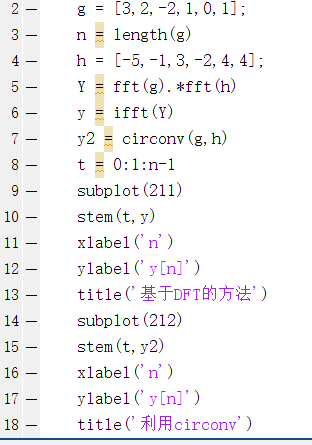 2 — g = [3,2,-2,1,0,1];
3 — n = length(g)
4 — h = [-5,-1,3,-2,4,4];
5 — Y = fft(g).*fft(h)
6 — y = ifft(Y)
7 — y2 = circonv(g,h)
8 — t = 0:1:n-1
9 — subplot(211)
10 — stem(t,y)
11 — xlabel('n')
12 — ylabel('y[n]')
13 — title('基于DFT的方法')
14 — subplot(212)
15 — stem(t,y2)
16 — xlabel('n')
17 — ylabel('y[n]')
18 — title('利用circonv')